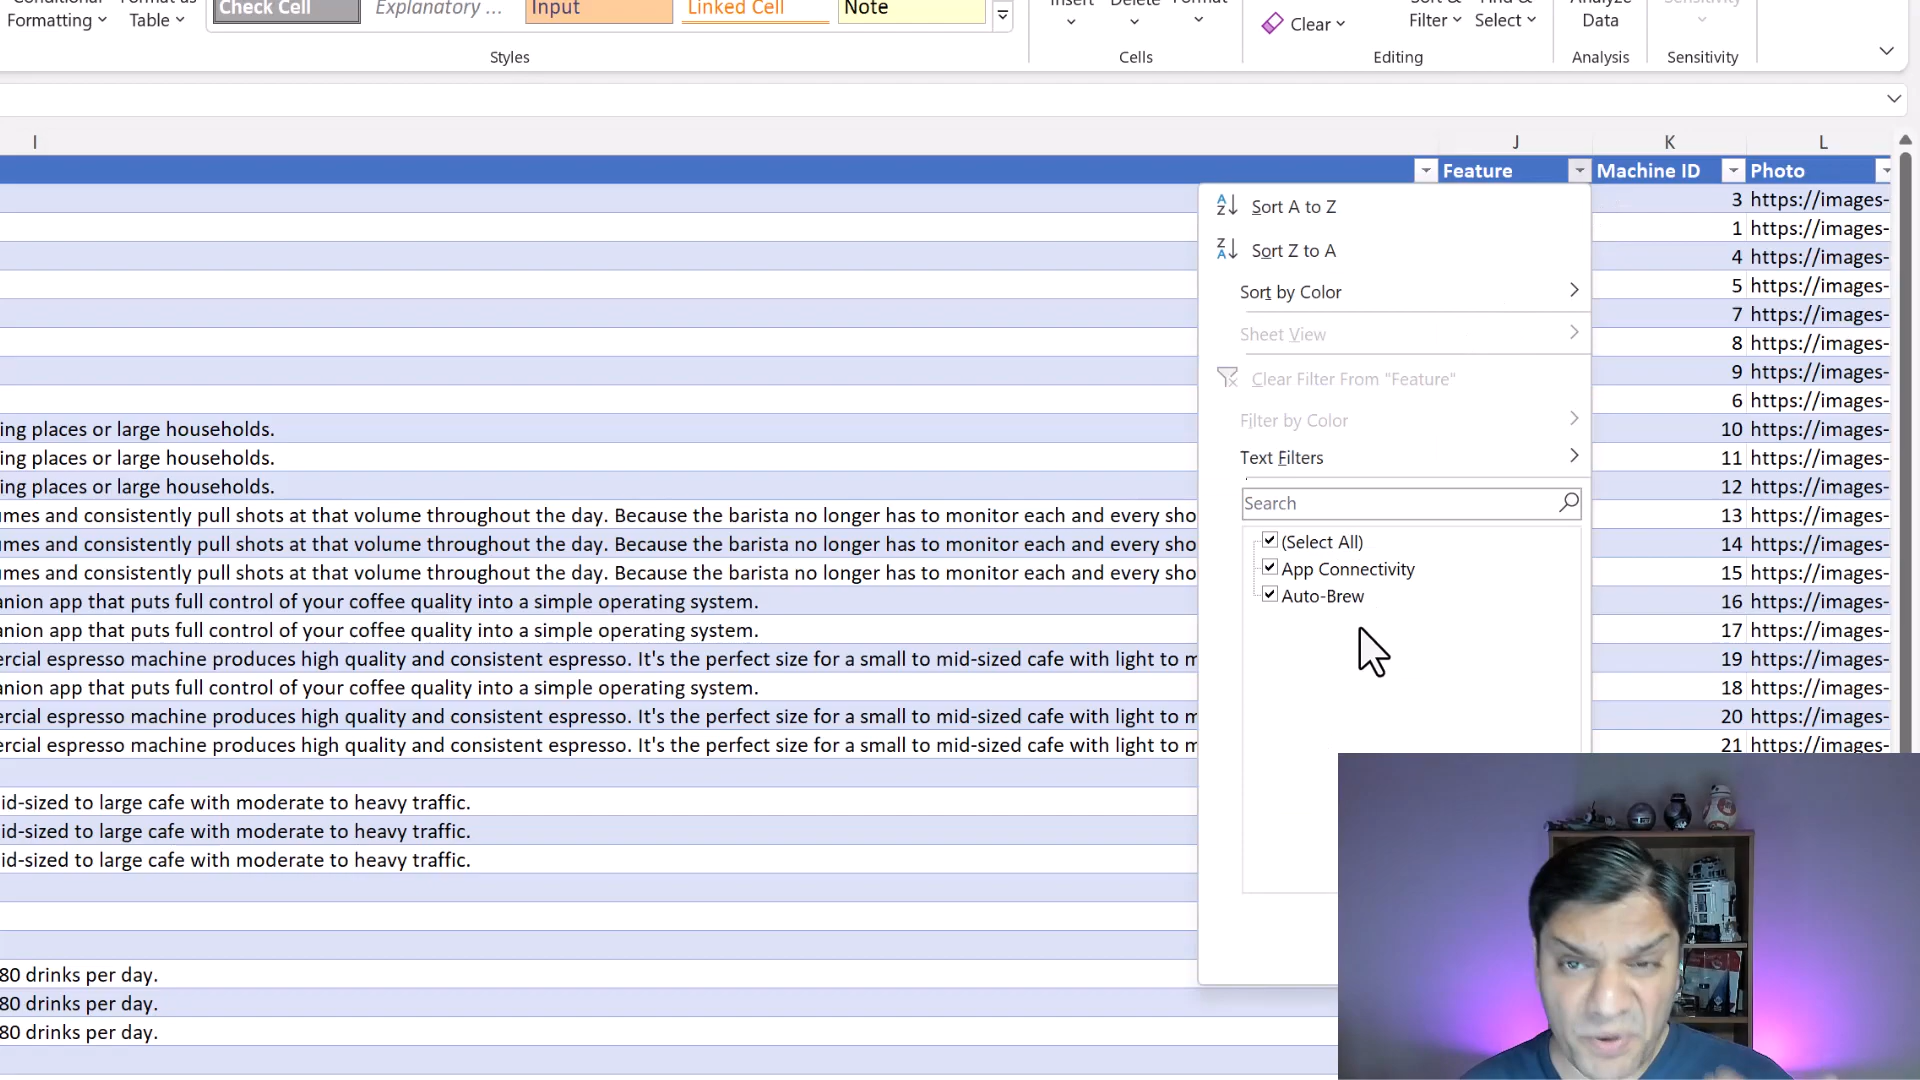 Conditional Format as Insert Delete Format Sort & Find & Analyze Sensitivity
Check Cell Explanatory ... Input Linked Cell Note
Formatting Table Clear Filter Select Data
Styles Cells Editing Analysis Sensitivity
I J K L
Feature Machine ID Photo
Sort A to Z
Sort Z to A
Sort by Color
Sheet View
Clear Filter From "Feature"
Filter by Color
Text Filters
Search
(Select All)
App Connectivity
Auto-Brew
3 https://images-
1 https://images-
4 https://images-
5 https://images-
7 https://images-
8 https://images-
9 https://images-
6 https://images-
ing places or large households. 10 https://images-
ing places or large households. 11 https://images-
ing places or large households. 12 https://images-
umes and consistently pull shots at that volume throughout the day. Because the barista no longer has to monitor each and every sho 13 https://images-
umes and consistently pull shots at that volume throughout the day. Because the barista no longer has to monitor each and every sho 14 https://images-
umes and consistently pull shots at that volume throughout the day. Because the barista no longer has to monitor each and every sho 15 https://images-
anion app that puts full control of your coffee quality into a simple operating system. 16 https://images-
anion app that puts full control of your coffee quality into a simple operating system. 17 https://images-
ercial espresso machine produces high quality and consistent espresso. It's the perfect size for a small to mid-sized cafe with light to m 19 https://images-
anion app that puts full control of your coffee quality into a simple operating system. 18 https://images-
ercial espresso machine produces high quality and consistent espresso. It's the perfect size for a small to mid-sized cafe with light to m 20 https://images-
ercial espresso machine produces high quality and consistent espresso. It's the perfect size for a small to mid-sized cafe with light to m 21 https://images-
id-sized to large cafe with moderate to heavy traffic.
id-sized to large cafe with moderate to heavy traffic.
id-sized to large cafe with moderate to heavy traffic.
80 drinks per day.
80 drinks per day.
80 drinks per day.